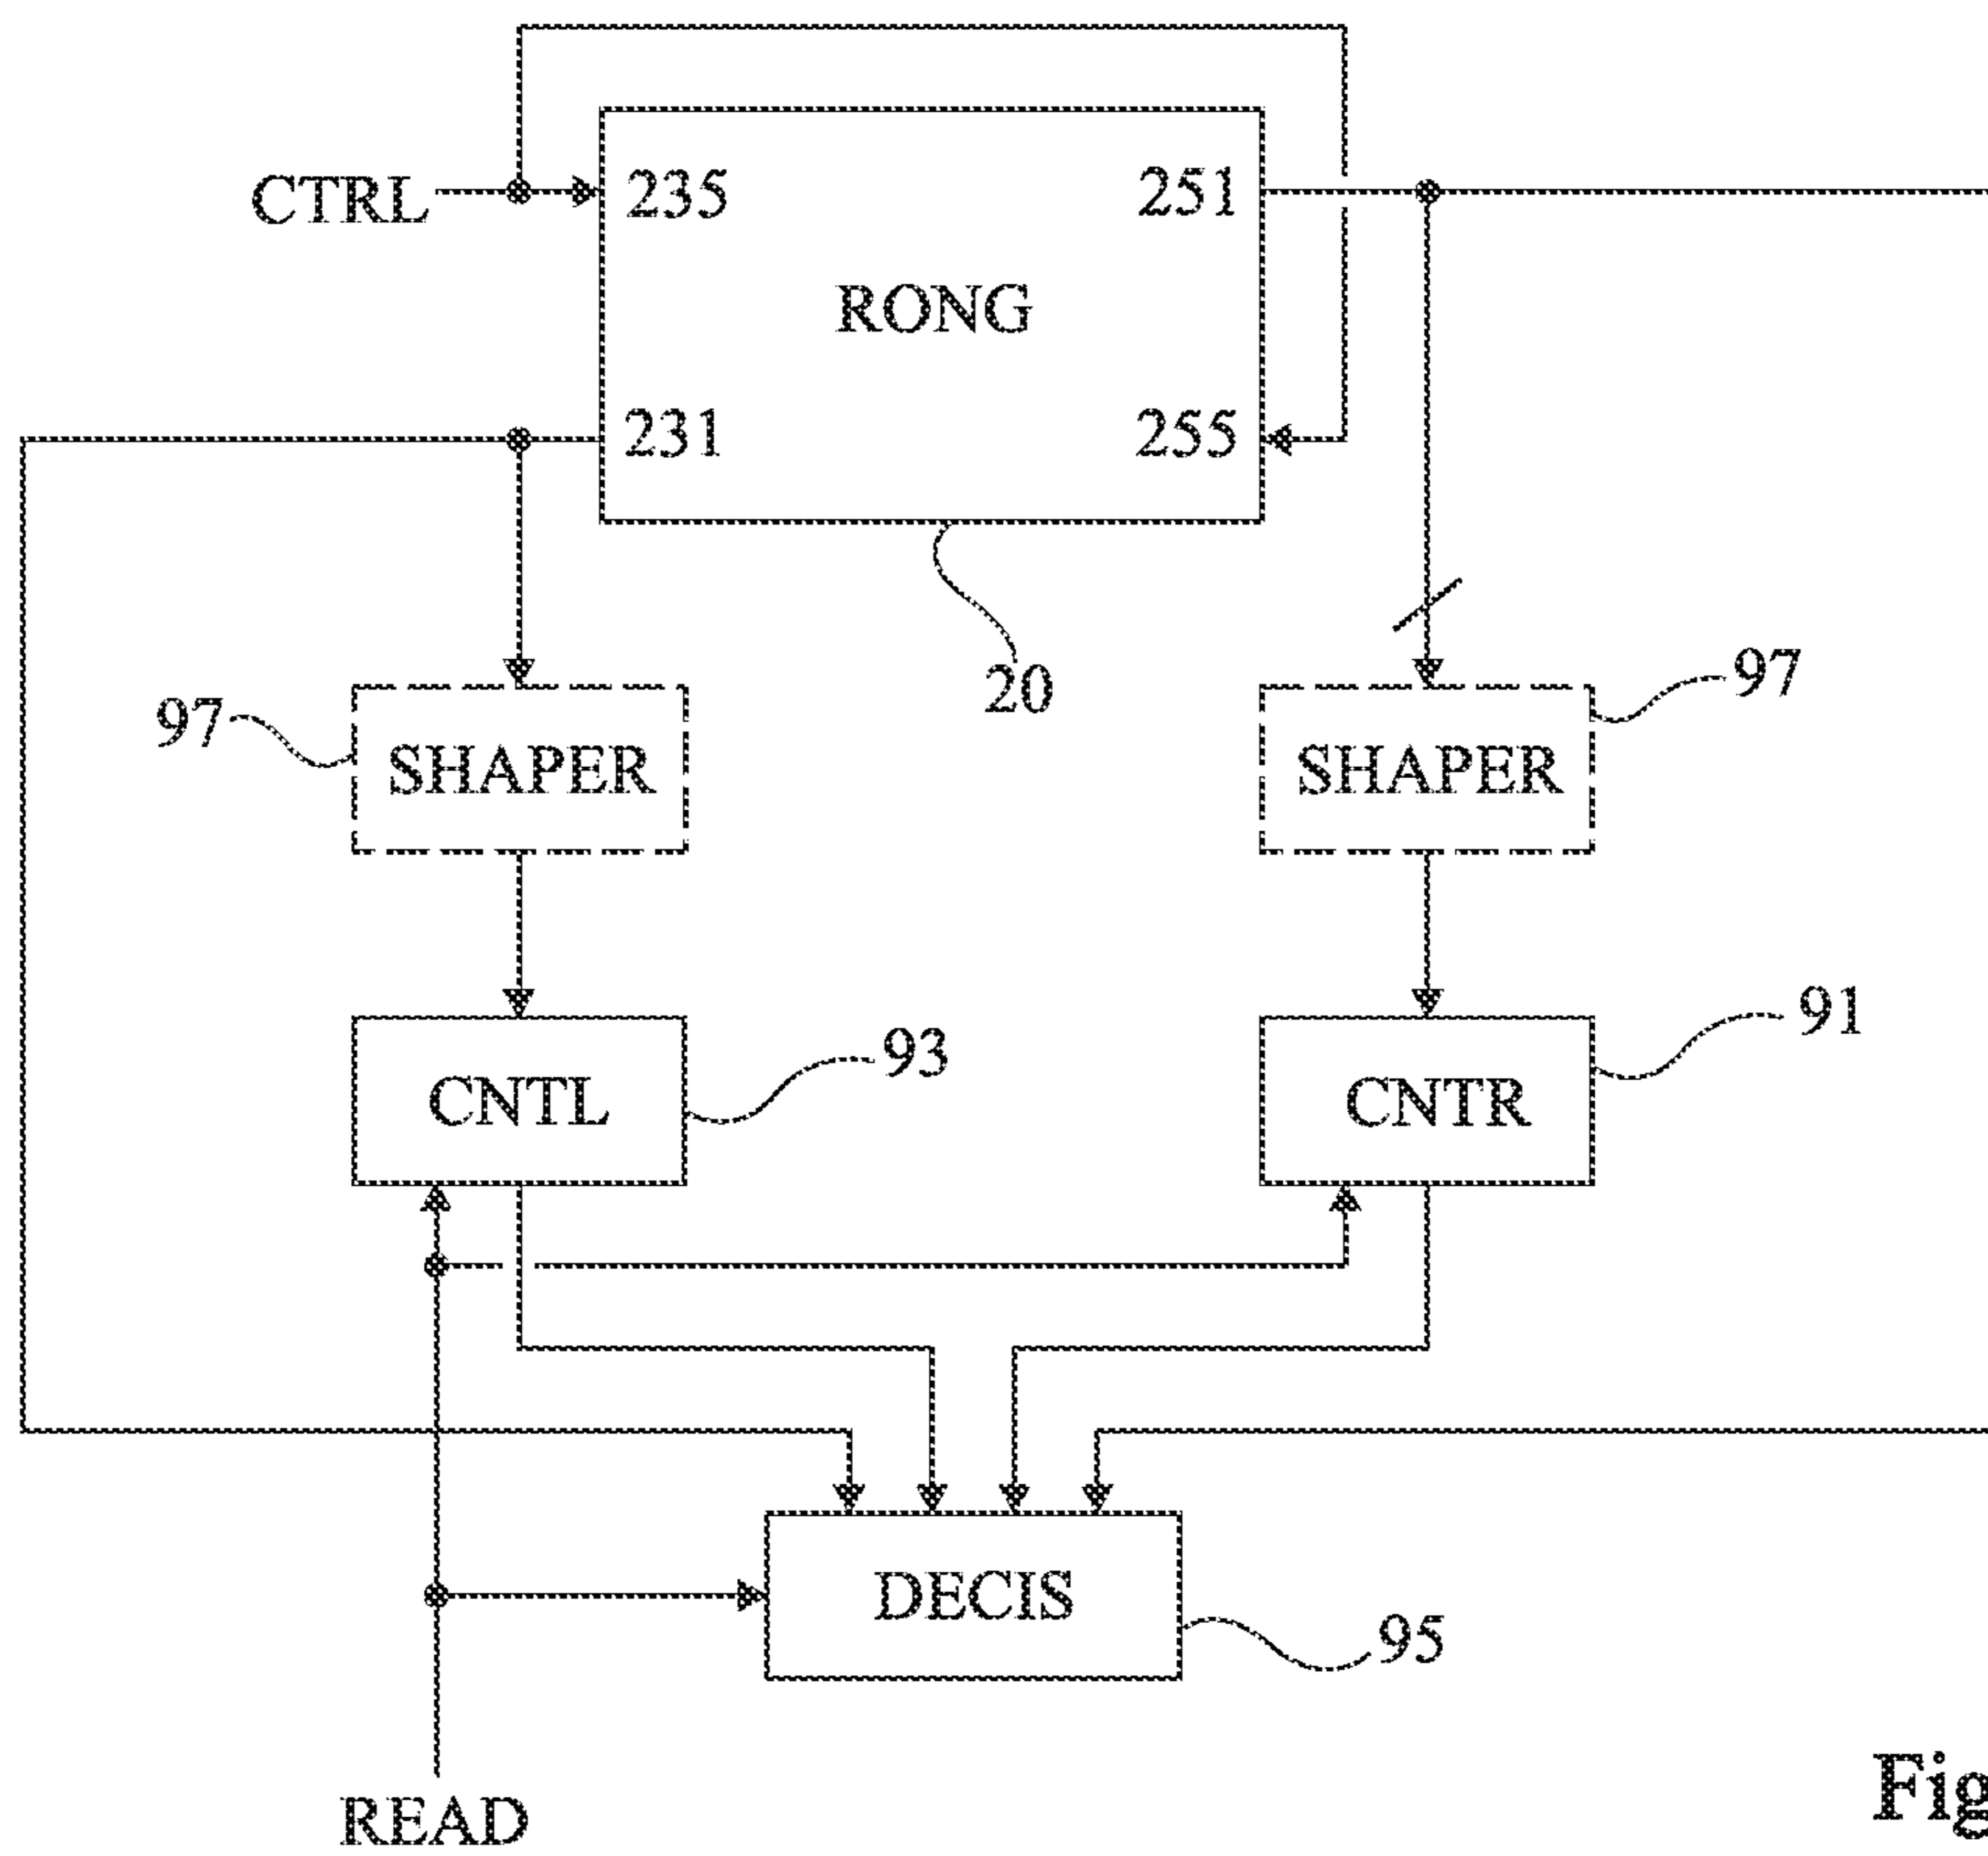 CTRL
235
251
RONG
231
255
20
97
SHAPER
SHAPER
97
CNTL
93
CNTR
91
DECIS
95
READ
Fig